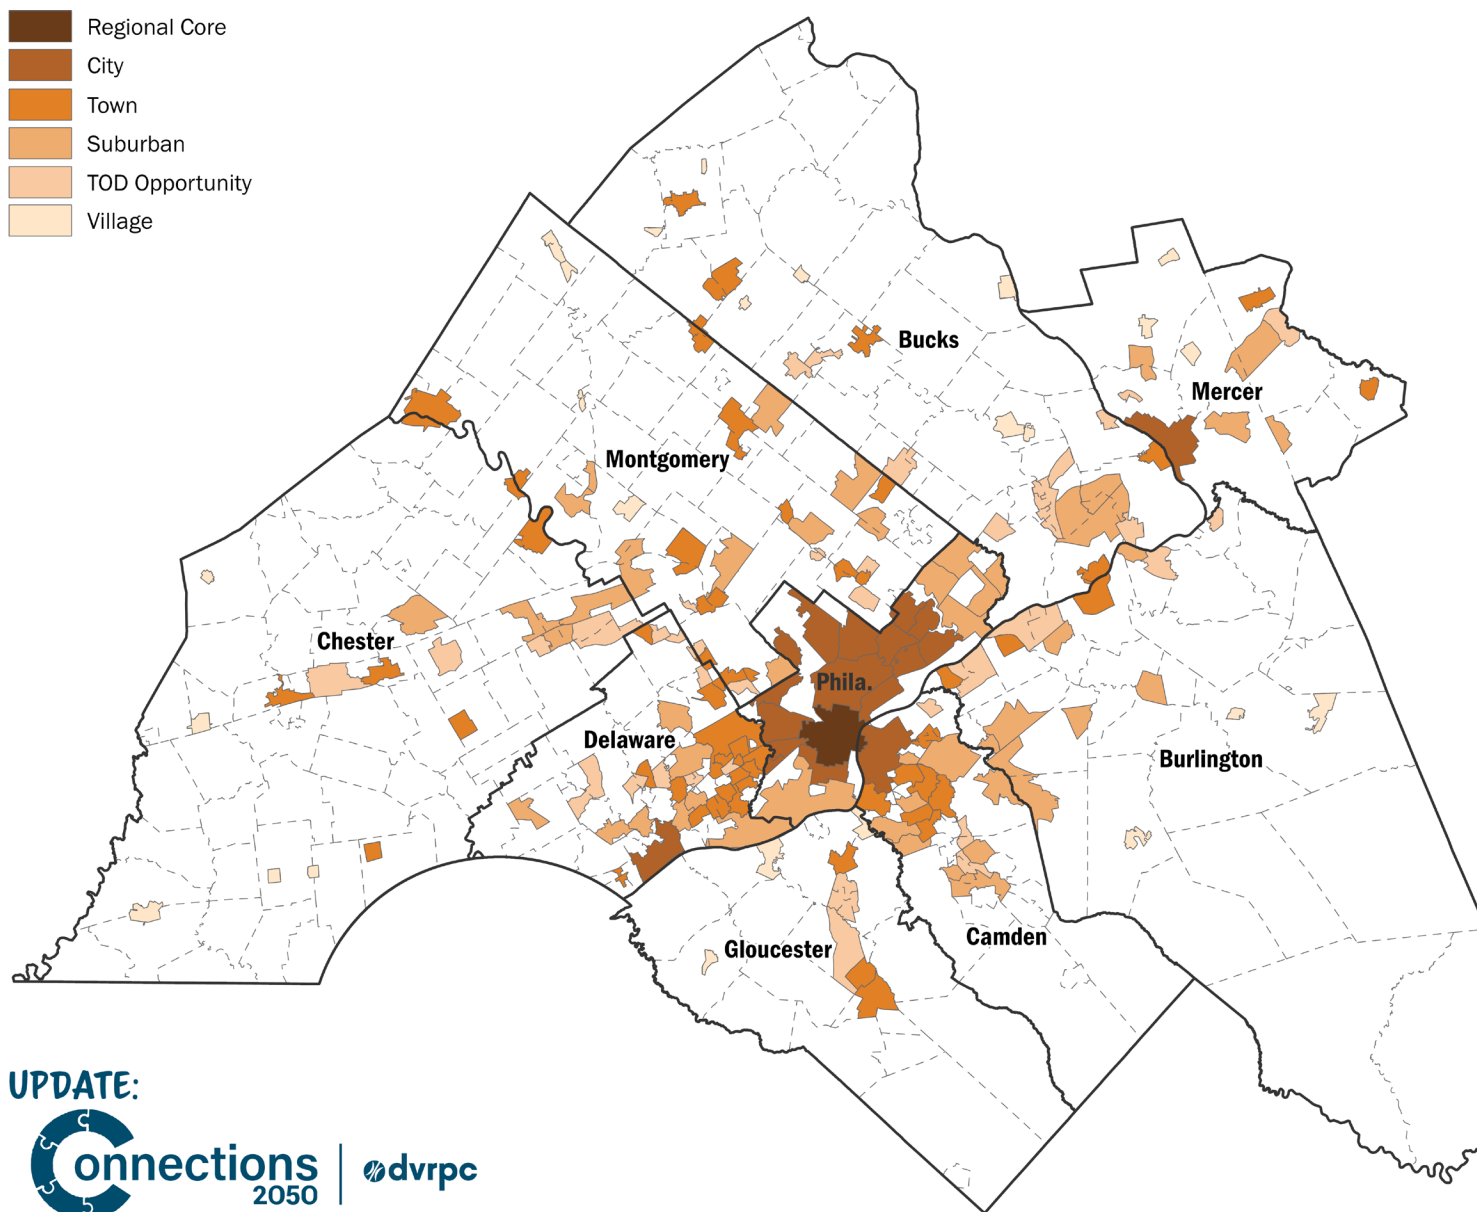 Regional Core
City
Town
Suburban
TOD Opportunity
Village
Bucks
Mercer
Montgomery
Chester
Phila.
Delaware
Burlington
Gloucester
Camden
UPDATE:
Connections
2050
dvrpc